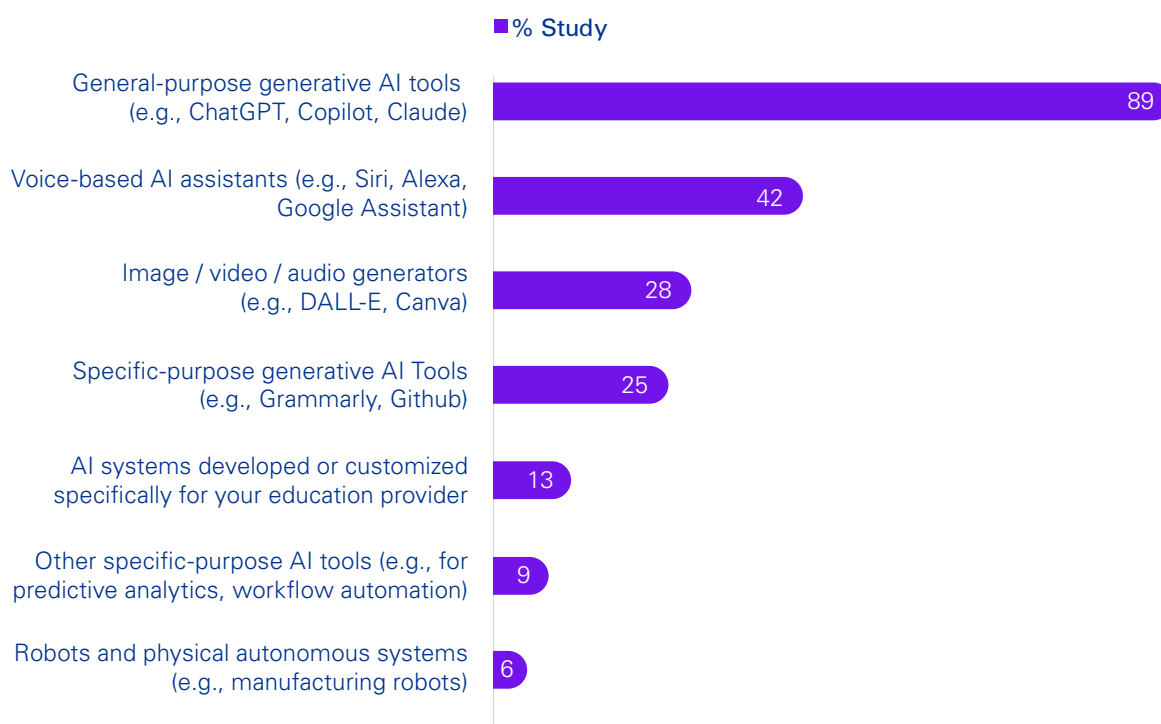 % Study
General-purpose generative AI tools
(e.g., ChatGPT, Copilot, Claude)
89
Voice-based AI assistants (e.g., Siri, Alexa,
Google Assistant)
42
Image / video / audio generators
(e.g., DALL-E, Canva)
28
Specific-purpose generative AI Tools
(e.g., Grammarly, Github)
25
AI systems developed or customized
specifically for your education provider
13
Other specific-purpose AI tools (e.g., for
predictive analytics, workflow automation)
9
Robots and physical autonomous systems
(e.g., manufacturing robots)
6